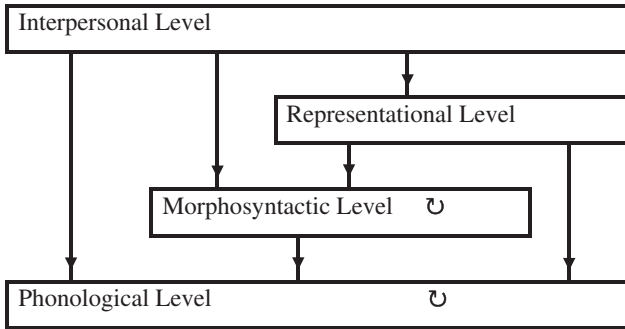 Interpersonal Level
Representational Level
Morphosyntactic Level ↻
Phonological Level ↻